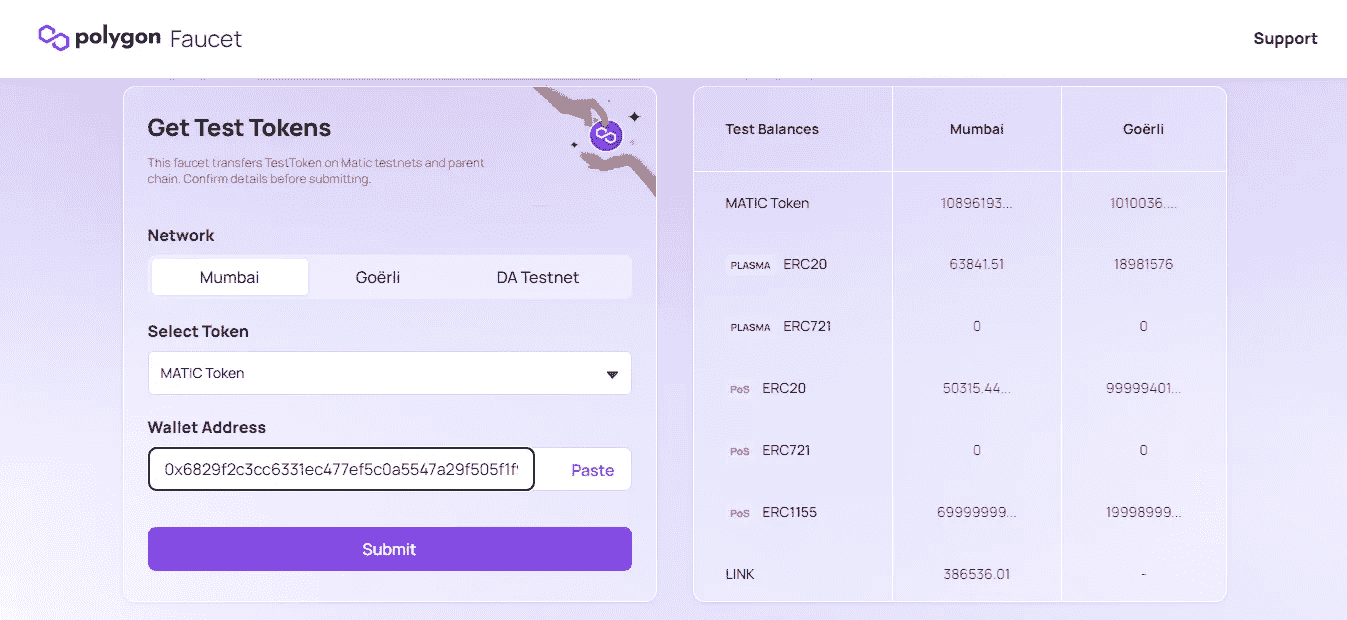 polygon Faucet
Support
Get Test Tokens
This faucet transfers TestToken on Matic testnets and parent
chain. Confirm details before submitting.
Network
Mumbai Goërli DA Testnet
Select Token
MATIC Token
Wallet Address
0x6829f2c3cc6331ec477ef5c0a5547a29f505f1f
Paste
Submit
Test Balances Mumbai Goërli
MATIC Token 10896193... 1010036....
PLASMA ERC20 63841.51 18981576
PLASMA ERC721 0 0
PoS ERC20 50315.44... 99999401...
PoS ERC721 0 0
PoS ERC1155 69999999... 19998999...
LINK 386536.01 -